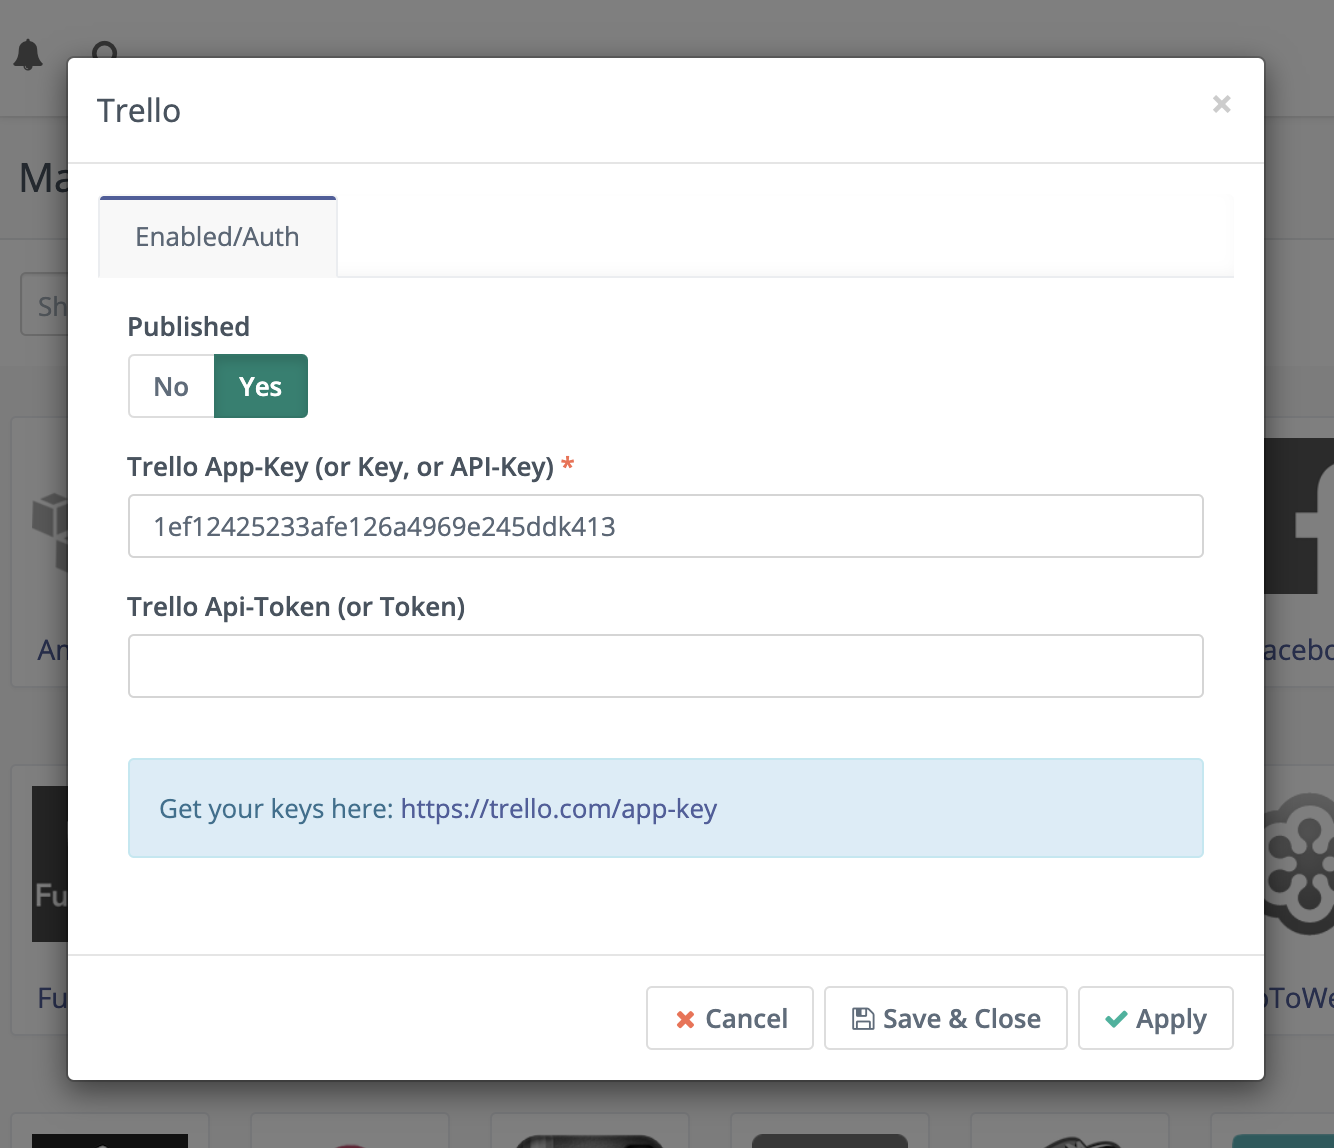 Trello
Ma
Enabled/Auth
Sh
Published
No Yes
Trello App-Key (or Key, or API-Key) *
1ef12425233afe126a4969e245ddk413
Trello Api-Token (or Token)
An
acebo
Get your keys here: https://trello.com/app-key
Fu
Fu
oToWe
Cancel Save & Close Apply